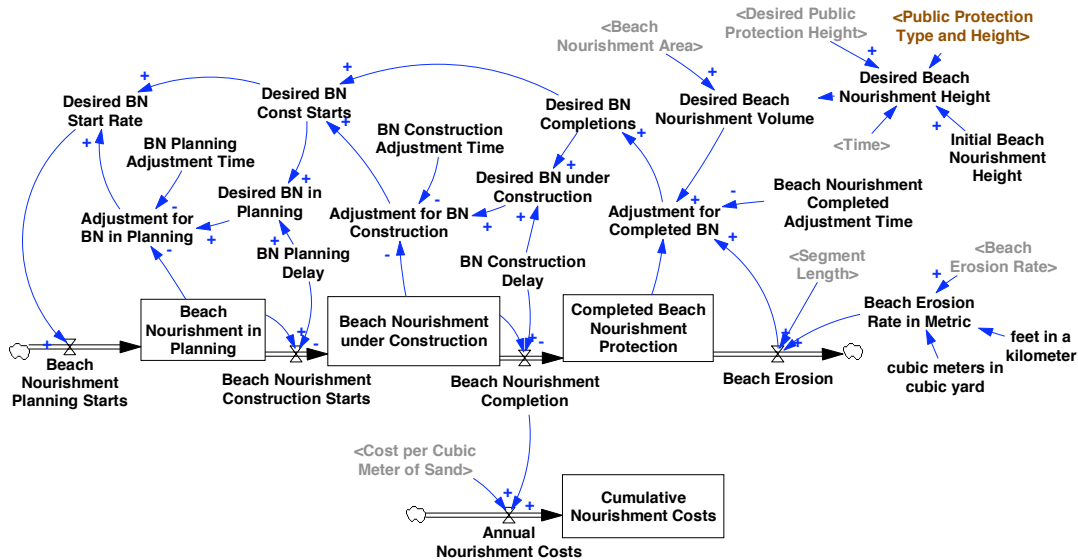 <Beach
Nourishment Area>
<Desired Public
Protection Height>
<Public Protection
Type and Height>
Desired BN
Start Rate
Desired BN
Const Starts
Desired BN
Completions
Desired Beach
Nourishment Volume
Desired Beach
Nourishment Height
BN Planning
Adjustment Time
BN Construction
Adjustment Time
<Time>
Initial Beach
Nourishment
Height
Adjustment for
BN in Planning
Desired BN in
Planning
Adjustment for BN
Construction
Desired BN under
Construction
Adjustment for
Completed BN
Beach Nourishment
Completed
Adjustment Time
BN Planning
Delay
BN Construction
Delay
<Segment
Length>
<Beach
Erosion Rate>
Beach
Nourishment in
Planning
Beach Nourishment
under Construction
Completed Beach
Nourishment
Protection
Beach Erosion
Rate in Metric
feet in a
kilometer
cubic meters in
cubic yard
Beach
Nourishment
Planning Starts
Beach Nourishment
Construction Starts
Beach Nourishment
Completion
Beach Erosion
<Cost per Cubic
Meter of Sand>
Annual
Nourishment Costs
Cumulative
Nourishment Costs